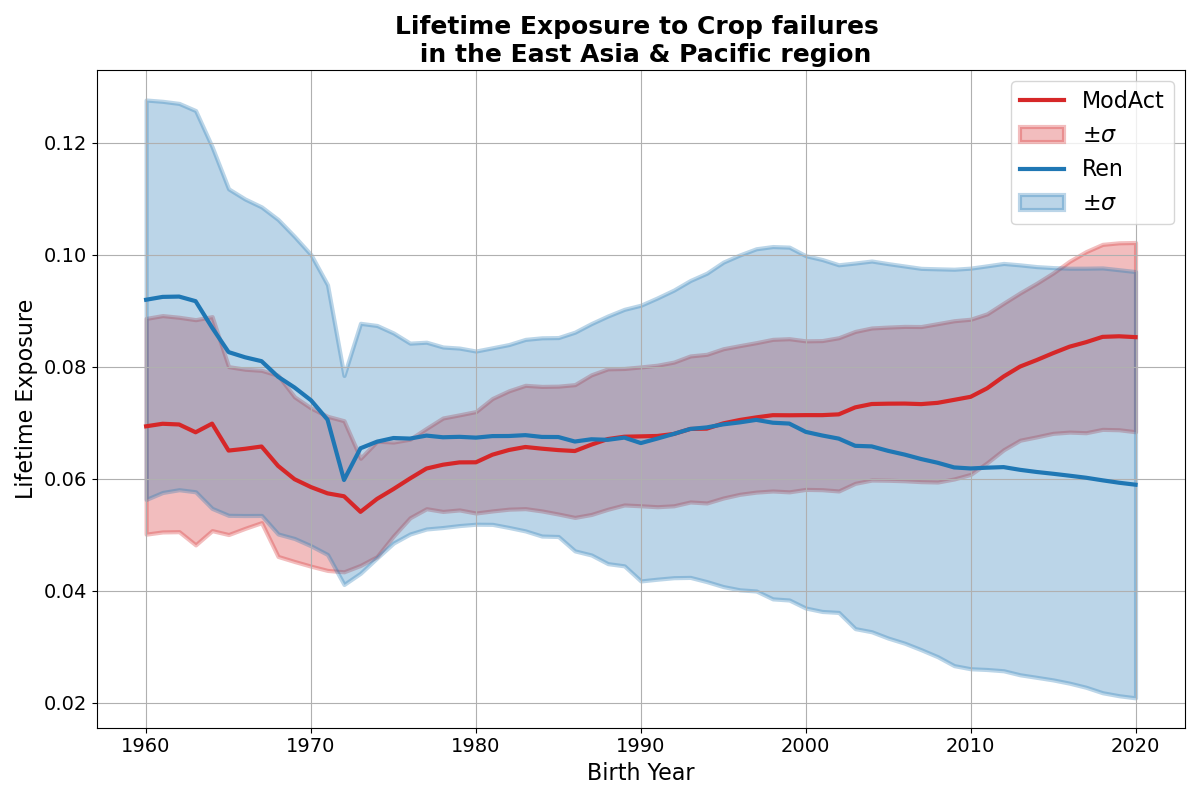 Lifetime Exposure to Crop failures
in the East Asia & Pacific region
Lifetime Exposure
0.12
0.10
0.08
0.06
0.04
0.02
1960
1970
1980
1990
2000
2010
2020
Birth Year
ModAct
±σ
Ren
±σ